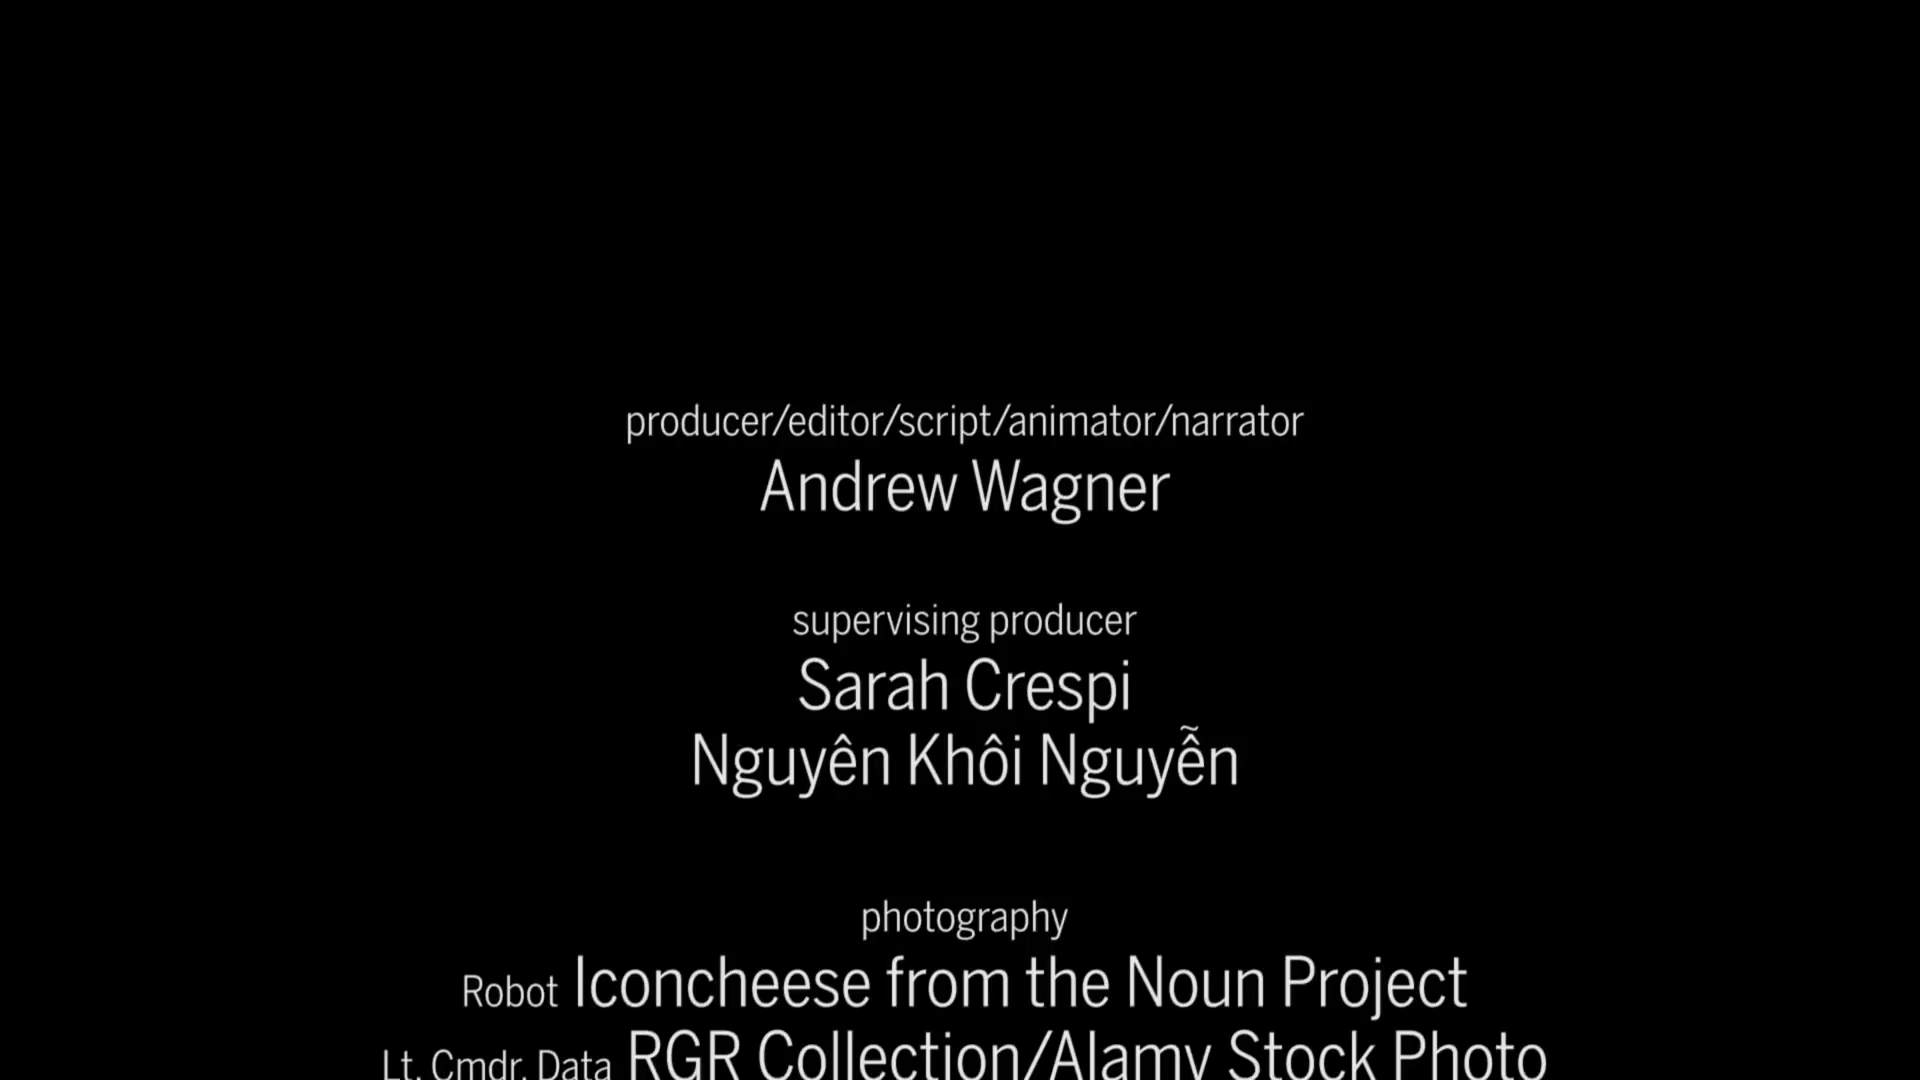 producer/editor/script/animator/narrator
Andrew Wagner
supervising producer
Sarah Crespi
Nguyên Khôi Nguyễn
photography
Robot Iconcheese from the Noun Project
Lt. Cmdr. Data RGR Collection/Alamy Stock Photo